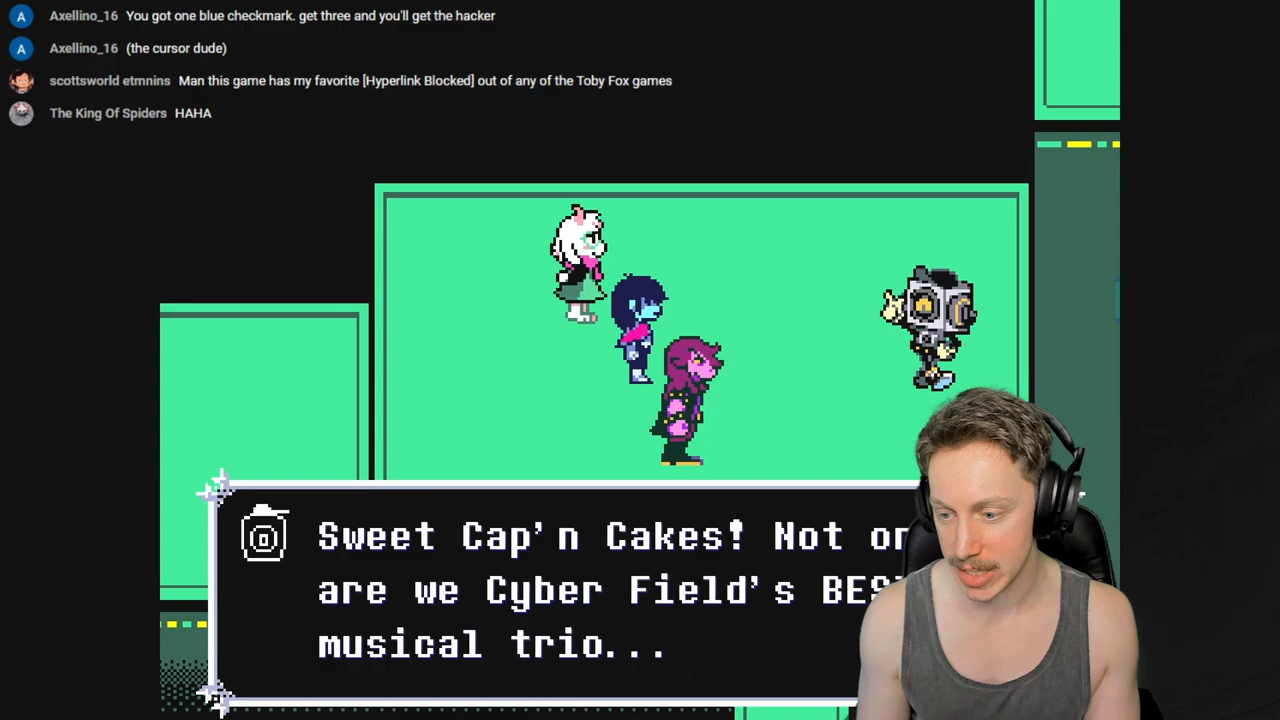 A Axellino_16 You got one blue checkmark. get three and you'll get the hacker
A Axellino_16 (the cursor dude)
scottsworld etmnins Man this game has my favorite [Hyperlink Blocked] out of any of the Toby Fox games
The King Of Spiders HAHA
Sweet Cap'n Cakes! Not
are we Cyber Field's
musical trio...